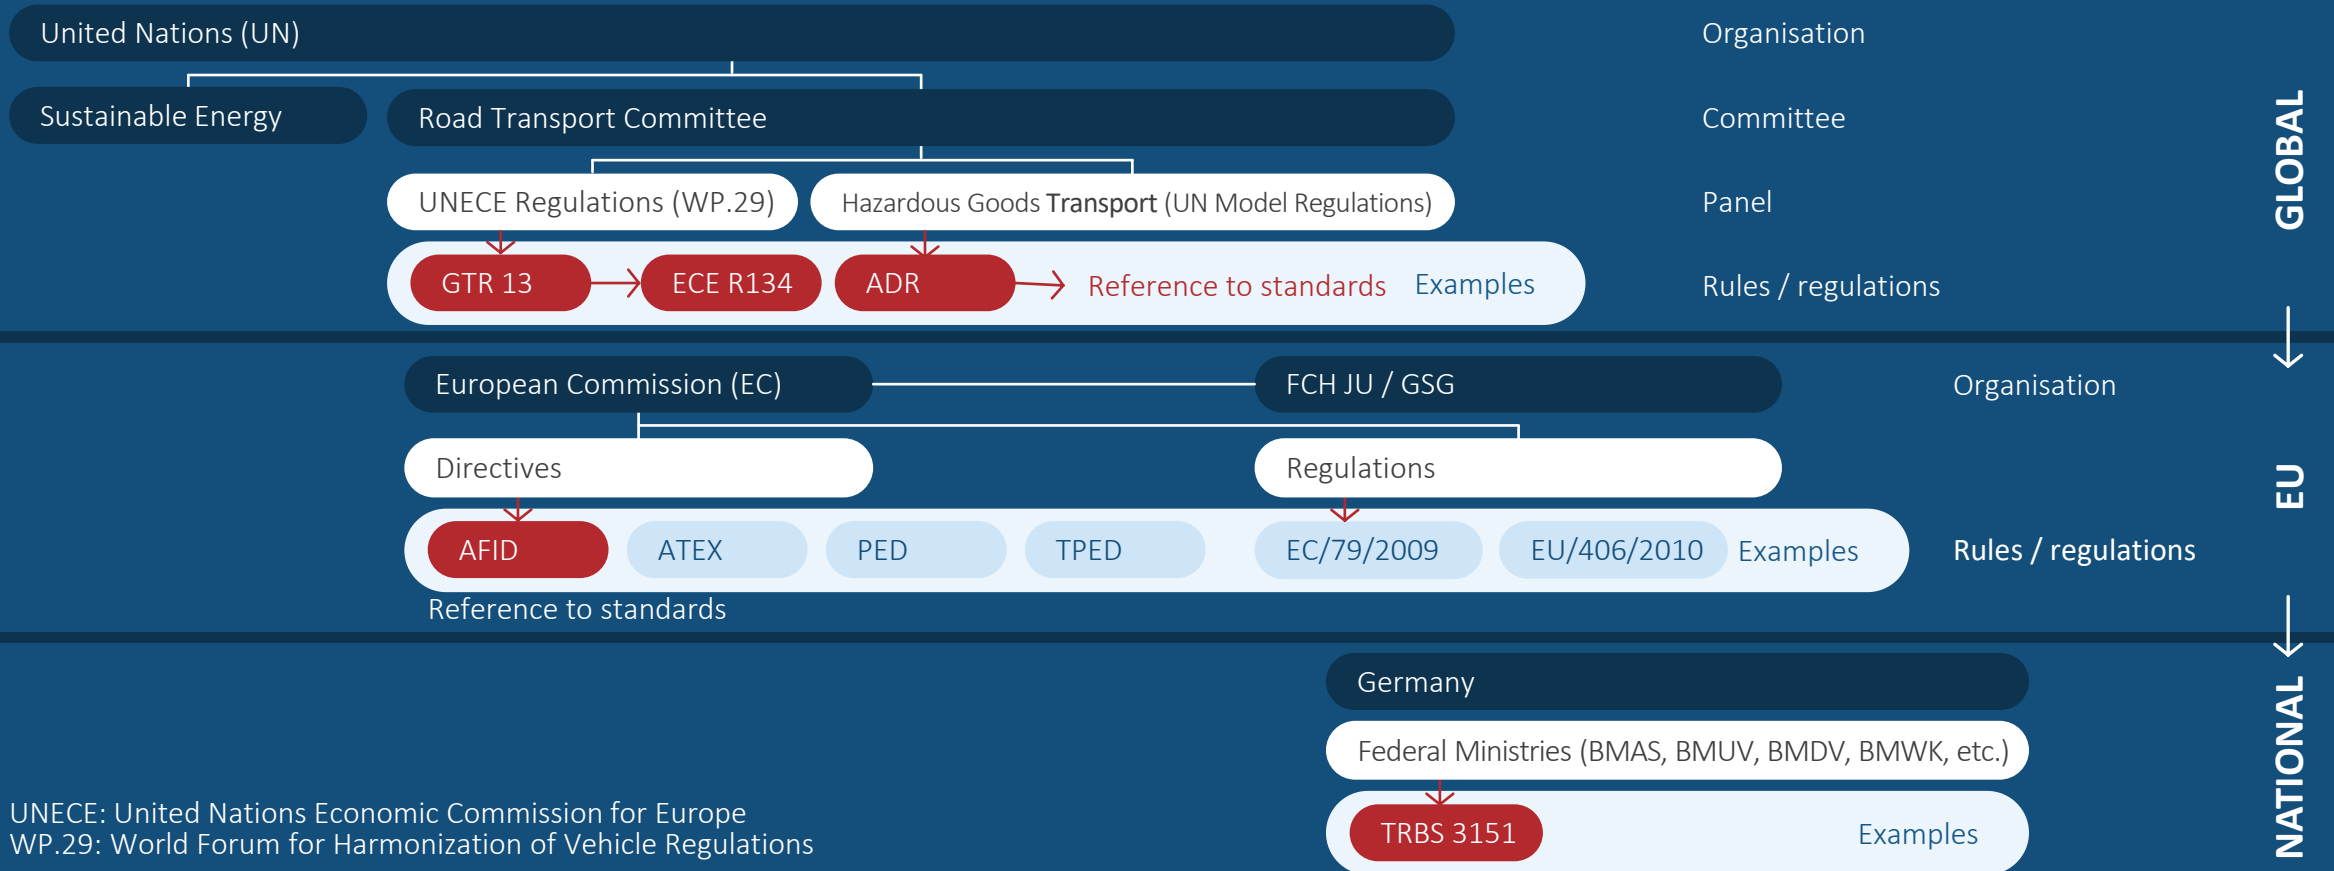 United Nations (UN)
Organisation
Sustainable Energy
Road Transport Committee
Committee
UNECE Regulations (WP.29)
Hazardous Goods Transport (UN Model Regulations)
Panel
GTR 13
ECE R134
ADR
Reference to standards
Examples
Rules / regulations
GLOBAL
European Commission (EC)
FCH JU / GSG
Organisation
Directives
Regulations
AFID
ATEX
PED
TPED
EC/79/2009
EU/406/2010
Examples
Rules / regulations
Reference to standards
EU
Germany
Federal Ministries (BMAS, BMUV, BMDV, BMWK, etc.)
TRBS 3151
Examples
NATIONAL
UNECE: United Nations Economic Commission for Europe
WP.29: World Forum for Harmonization of Vehicle Regulations